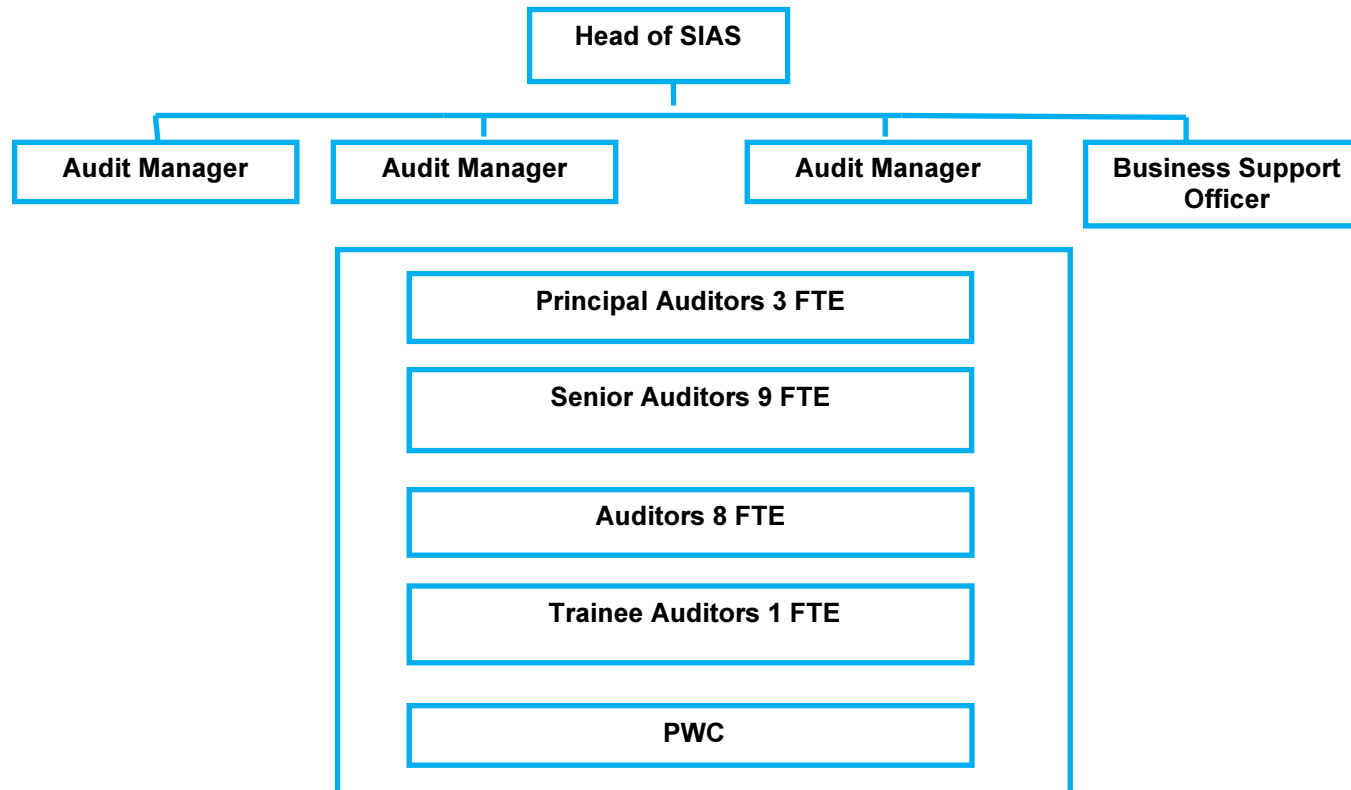 Head of SIAS
Audit Manager
Audit Manager
Audit Manager
Business Support
Officer
Principal Auditors 3 FTE
Senior Auditors 9 FTE
Auditors 8 FTE
Trainee Auditors 1 FTE
PWC